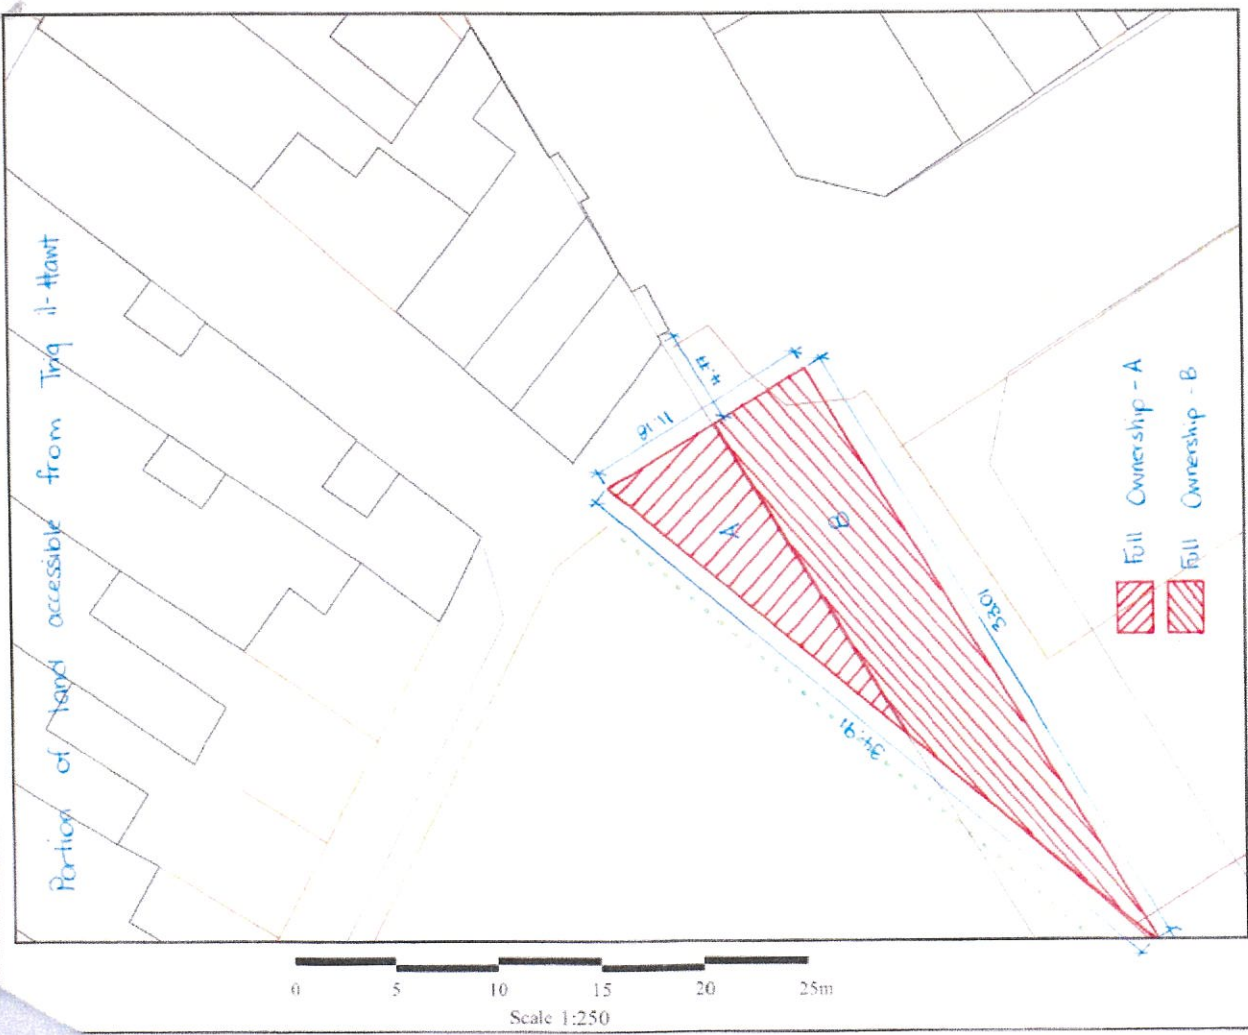 Portion of land accessible from Triq il-Hawt
11.18
4.77
A
B
34.91
33.01
Full Ownership - A
Full Ownership - B
0 5 10 15 20 25m
Scale 1:250